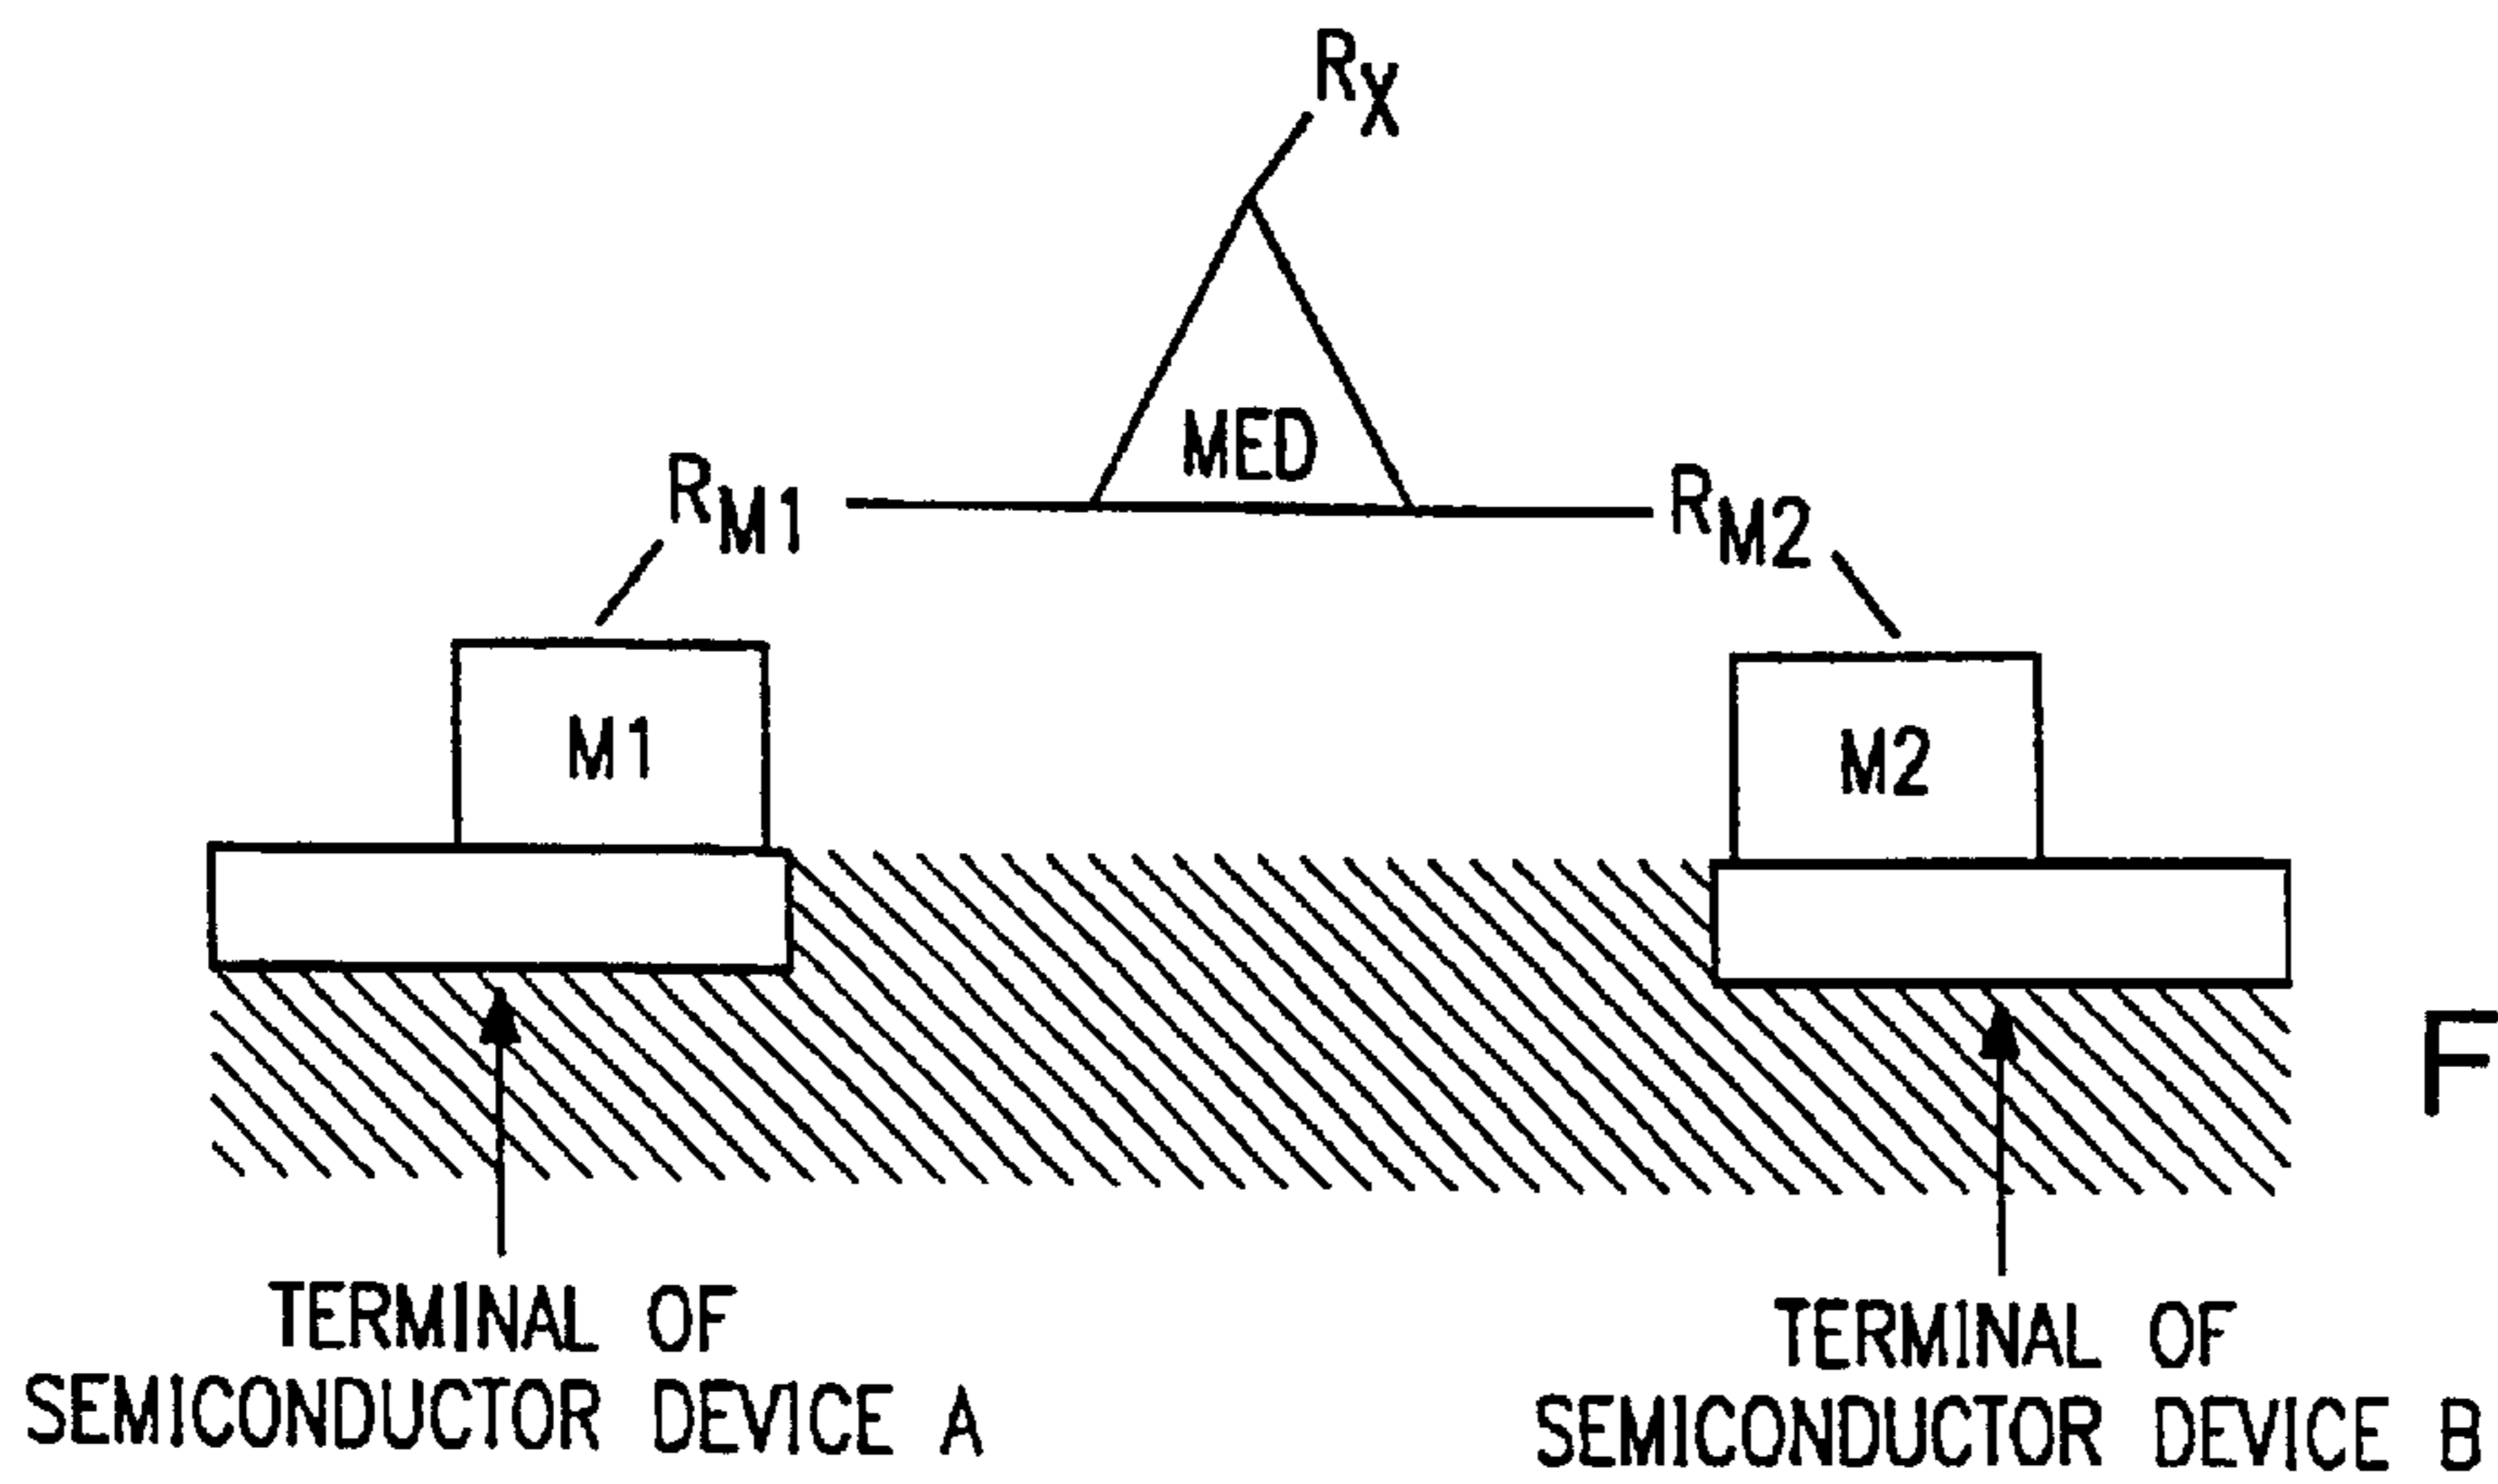 RX
MED
RM1
RM2
M1
M2
F
TERMINAL OF
SEMICONDUCTOR DEVICE A
TERMINAL OF
SEMICONDUCTOR DEVICE B